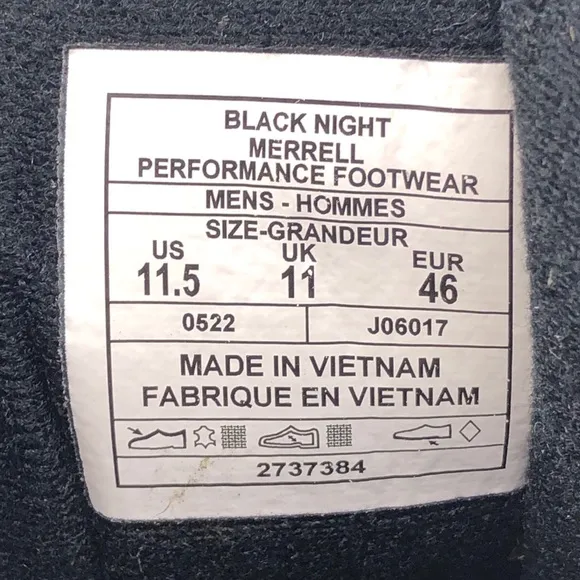 BLACK NIGHT
MERRELL
PERFORMANCE FOOTWEAR
MENS - HOMMES
SIZE-GRANDEUR
US UK EUR
11.5 11 46
0522 J06017
MADE IN VIETNAM
FABRIQUE EN VIETNAM
2737384